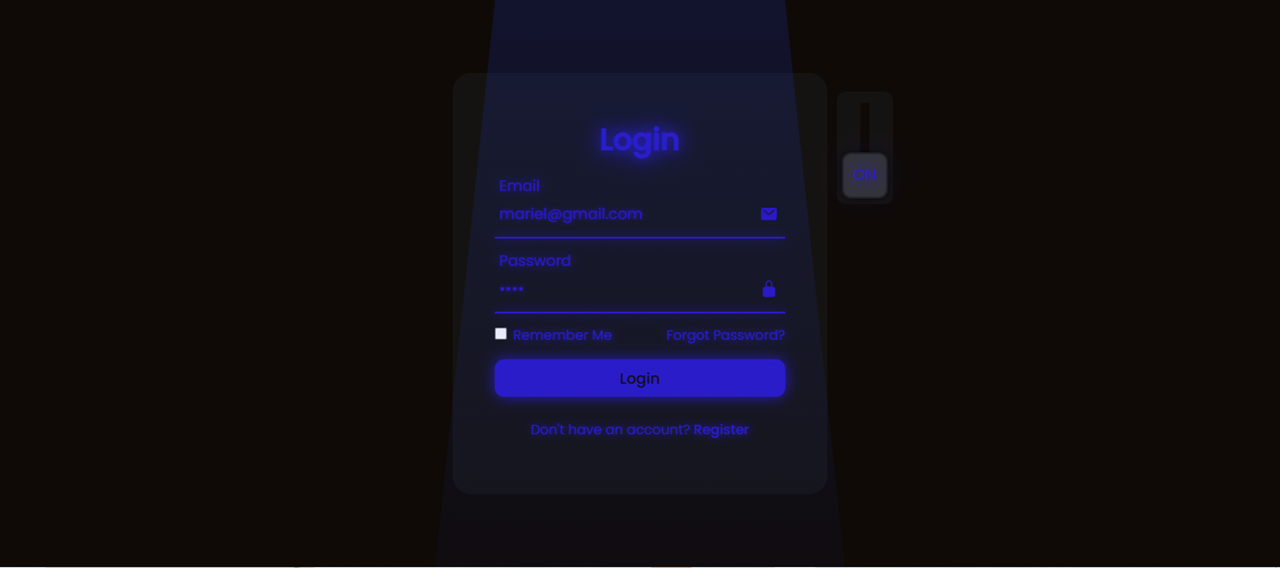 Login
ON
Email
mariel@gmail.com
Password
****
Remember Me Forgot Password?
Login
Don't have an account? Register